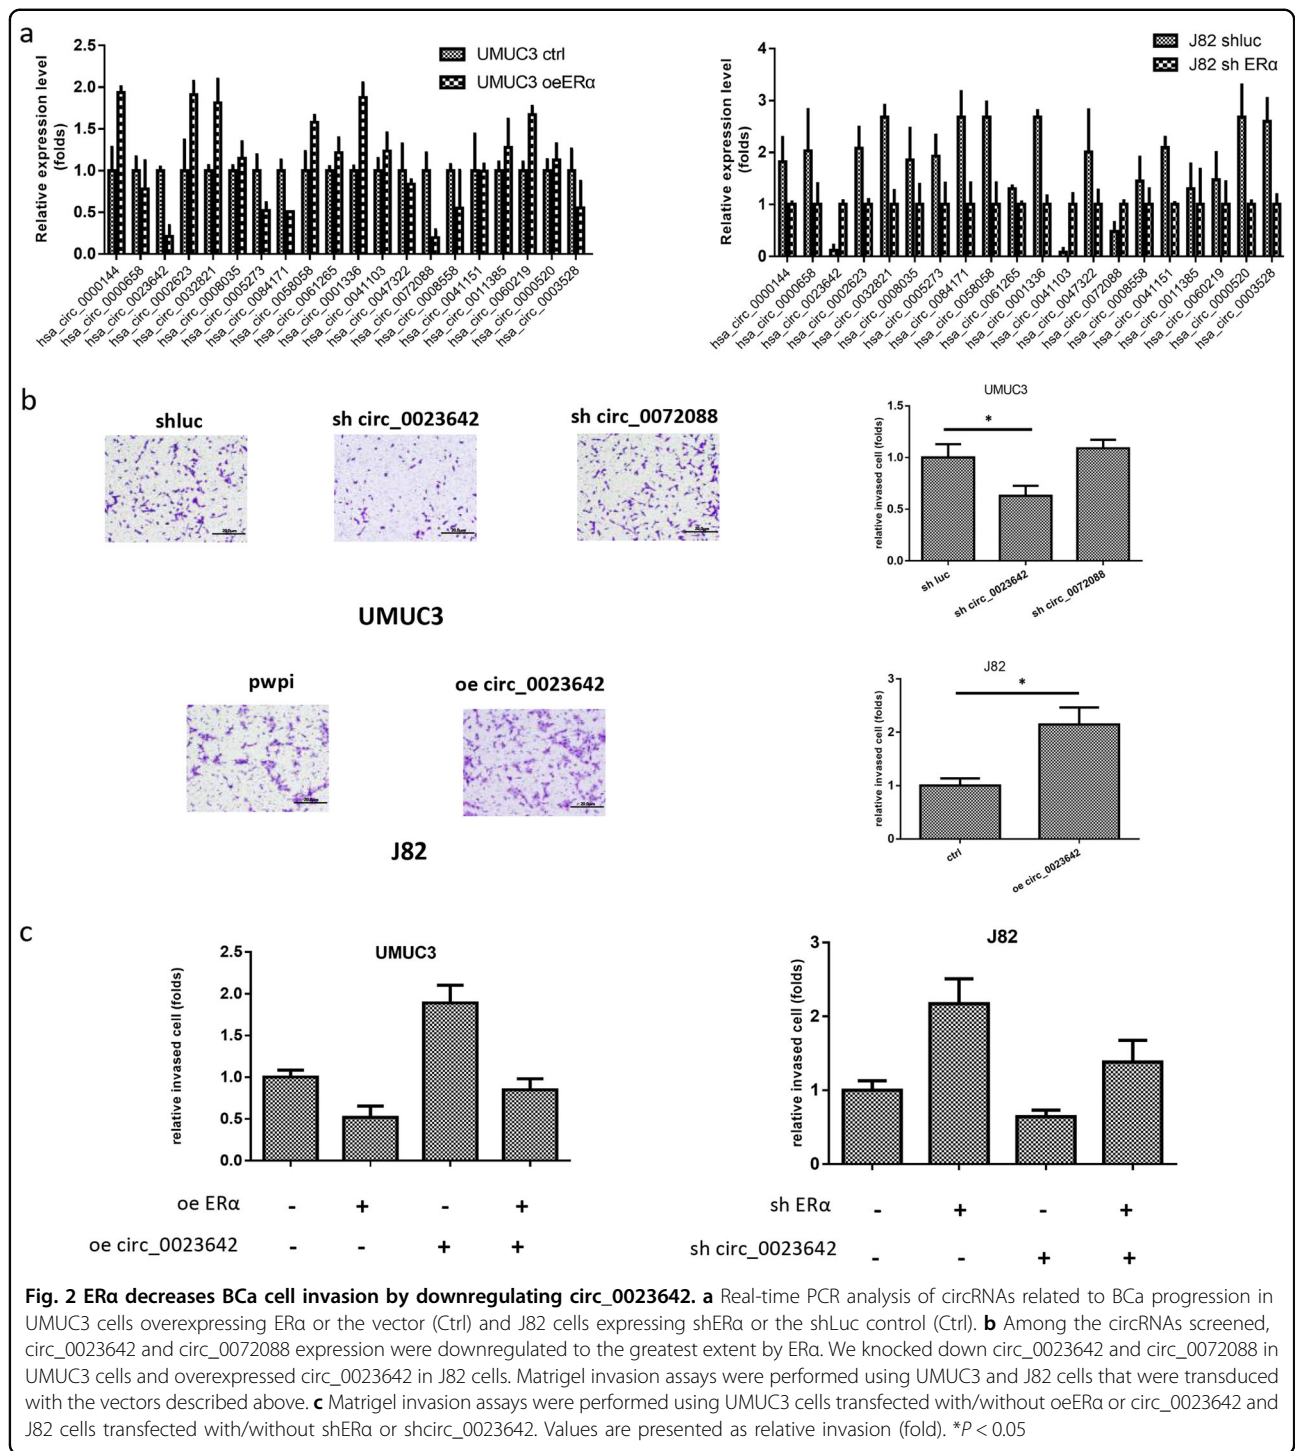 a
2.5
2.0
1.5
1.0
0.5
0.0
Relative expression level
(folds)
UMUC3 ctrl
UMUC3 oeERα
hsa_circ_0000144
hsa_circ_0000658
hsa_circ_0023642
hsa_circ_0002623
hsa_circ_0032821
hsa_circ_0008035
hsa_circ_0005273
hsa_circ_0084171
hsa_circ_0058058
hsa_circ_0061265
hsa_circ_0001336
hsa_circ_0041103
hsa_circ_0047322
hsa_circ_0072088
hsa_circ_0008558
hsa_circ_0041151
hsa_circ_0011385
hsa_circ_0060219
hsa_circ_0000520
hsa_circ_0003528
4
3
2
1
0
Relative expression level
(folds)
J82 shluc
J82 sh ERα
hsa_circ_0000144
hsa_circ_0000658
hsa_circ_0023642
hsa_circ_0002623
hsa_circ_0032821
hsa_circ_0008035
hsa_circ_0005273
hsa_circ_0084171
hsa_circ_0058058
hsa_circ_0061265
hsa_circ_0001336
hsa_circ_0041103
hsa_circ_0047322
hsa_circ_0072088
hsa_circ_0008558
hsa_circ_0041151
hsa_circ_0011385
hsa_circ_0060219
hsa_circ_0000520
hsa_circ_0003528
b
shluc
sh circ_0023642
sh circ_0072088
UMUC3
UMUC3
1.5
1.0
0.5
0.0
relative invased cell (folds)
*
sh luc
sh circ_0023642
sh circ_0072088
pwpi
oe circ_0023642
J82
J82
3
2
1
0
relative invased cell (folds)
*
ctrl
oe circ_0023642
c
UMUC3
2.5
2.0
1.5
1.0
0.5
0.0
relative invased cell (folds)
oe ERα - + - +
oe circ_0023642 - - + +
J82
3
2
1
0
relative invased cell (folds)
sh ERα - + - +
sh circ_0023642 - - + +
Fig. 2 ERα decreases BCa cell invasion by downregulating circ_0023642. a Real-time PCR analysis of circRNAs related to BCa progression in
UMUC3 cells overexpressing ERα or the vector (Ctrl) and J82 cells expressing shERα or the shLuc control (Ctrl). b Among the circRNAs screened,
circ_0023642 and circ_0072088 expression were downregulated to the greatest extent by ERα. We knocked down circ_0023642 and circ_0072088 in
UMUC3 cells and overexpressed circ_0023642 in J82 cells. Matrigel invasion assays were performed using UMUC3 and J82 cells that were transduced
with the vectors described above. c Matrigel invasion assays were performed using UMUC3 cells transfected with/without oeERα or circ_0023642 and
J82 cells transfected with/without shERα or shcirc_0023642. Values are presented as relative invasion (fold). *P < 0.05